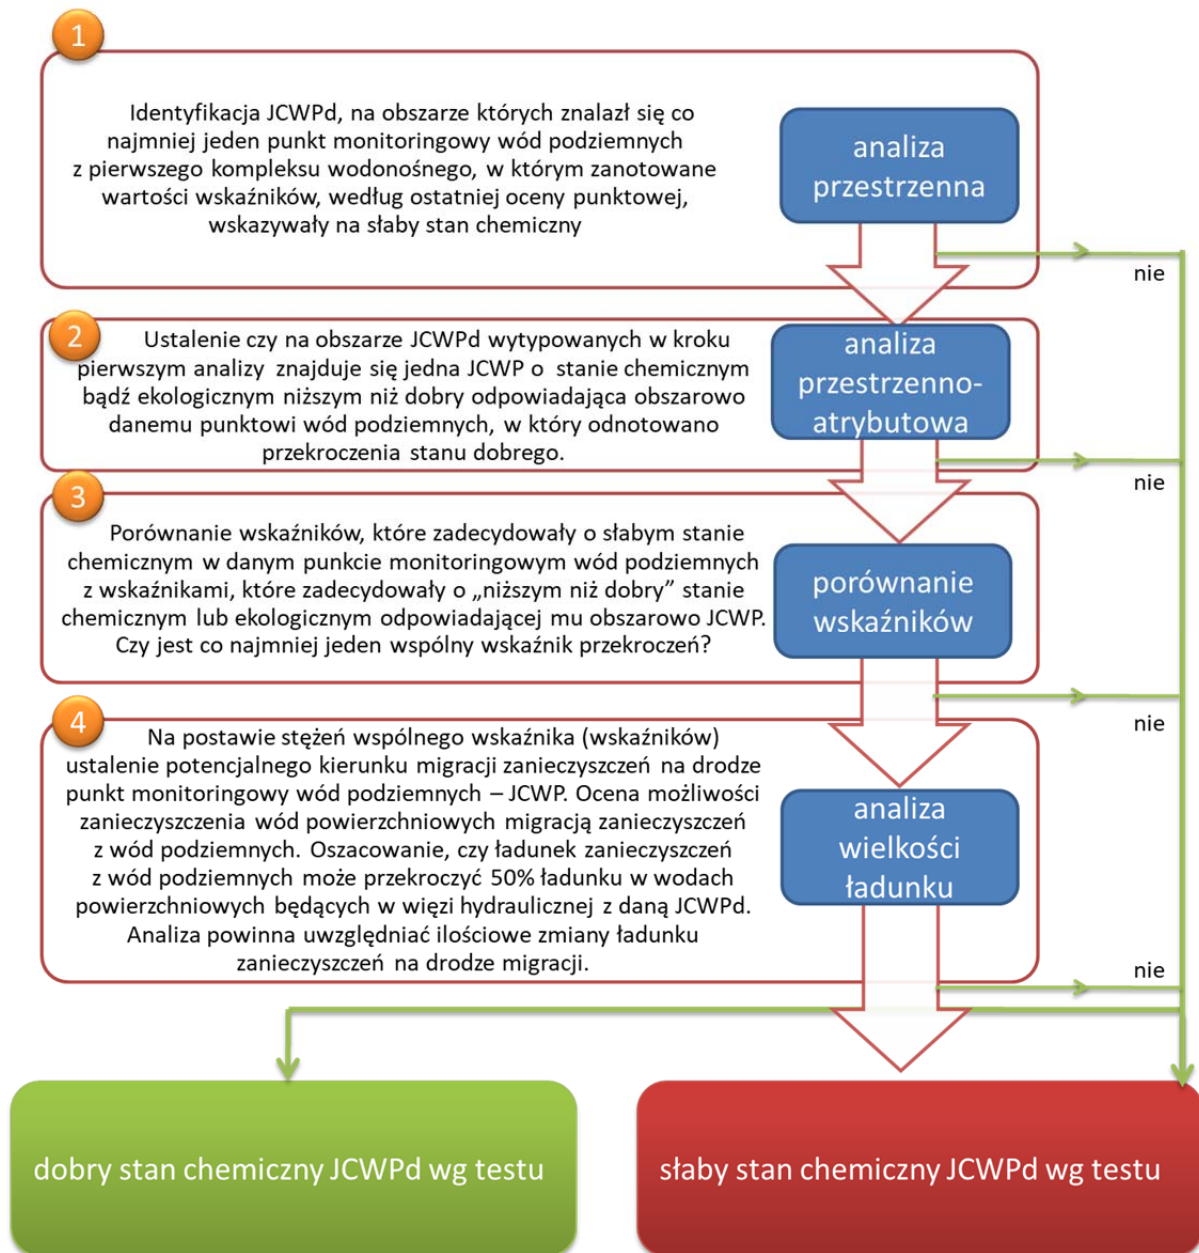 1
Identyfikacja JCWPd, na obszarze których znalazł się co
najmniej jeden punkt monitoringowy wód podziemnych
z pierwszego kompleksu wodonośnego, w którym zanotowane
wartości wskaźników, według ostatniej oceny punktowej,
wskazywały na słaby stan chemiczny
analiza
przestrzenna
nie
2
Ustalenie czy na obszarze JCWPd wytypowanych w kroku
pierwszym analizy znajduje się jedna JCWP o stanie chemicznym
bądź ekologicznym niższym niż dobry odpowiadająca obszarowo
danemu punktowi wód podziemnych, w który odnotowano
przekroczenia stanu dobrego.
analiza
przestrzenno-
atrybutowa
nie
3
Porównanie wskaźników, które zadecydowały o słabym stanie
chemicznym w danym punkcie monitoringowym wód podziemnych
z wskaźnikami, które zadecydowały o „niższym niż dobry” stanie
chemicznym lub ekologicznym odpowiadającej mu obszarowo JCWP.
Czy jest co najmniej jeden wspólny wskaźnik przekroczeń?
porównanie
wskaźników
nie
4
Na postawie stężeń wspólnego wskaźnika (wskaźników)
ustalenie potencjalnego kierunku migracji zanieczyszczeń na drodze
punkt monitoringowy wód podziemnych – JCWP. Ocena możliwości
zanieczyszczenia wód powierzchniowych migracją zanieczyszczeń
z wód podziemnych. Oszacowanie, czy ładunek zanieczyszczeń
z wód podziemnych może przekroczyć 50% ładunku w wodach
powierzchniowych będących w więzi hydraulicznej z daną JCWPd.
Analiza powinna uwzględniać ilościowe zmiany ładunku
zanieczyszczeń na drodze migracji.
analiza
wielkości
ładunku
nie
dobry stan chemiczny JCWPd wg testu
słaby stan chemiczny JCWPd wg testu